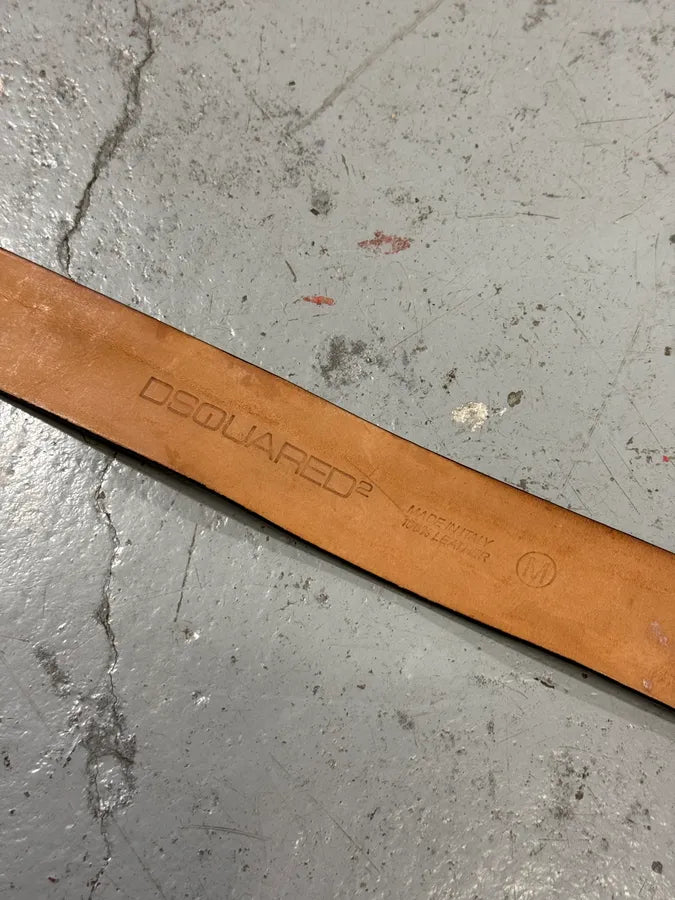 DSQUARED²
MADE IN ITALY
100% LEATHER
M